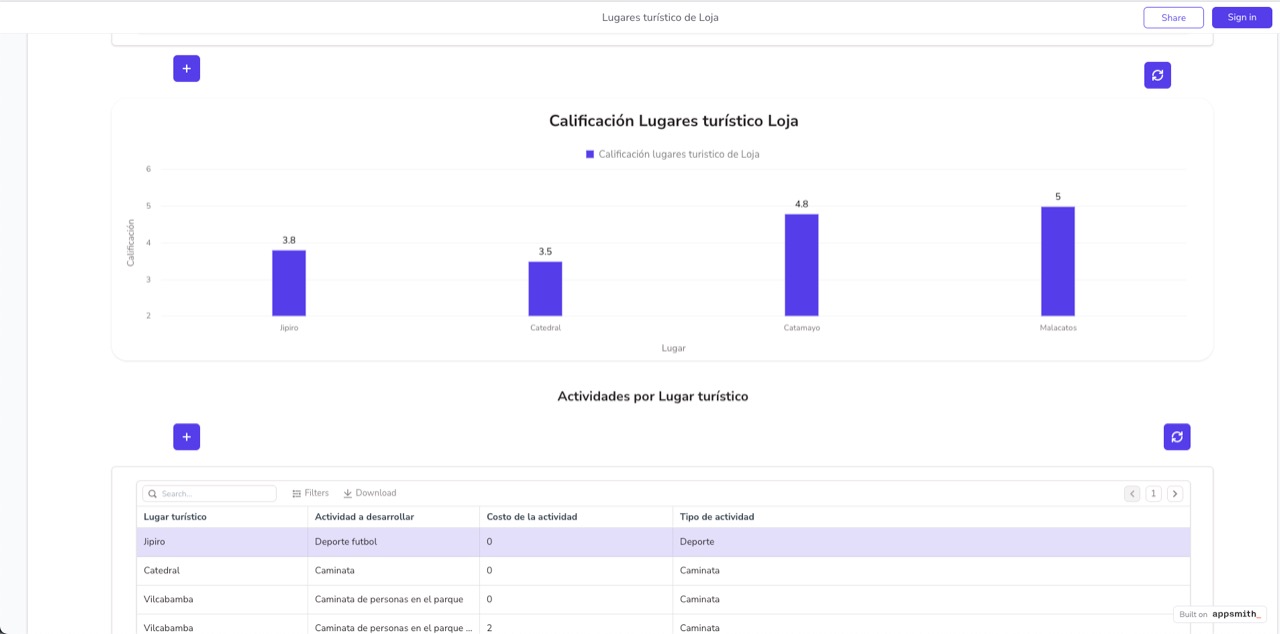 Lugares turístico de Loja
Share
Sign in
+
Calificación Lugares turístico Loja
Calificación lugares turistico de Loja
Calificación
6
5
4
3
2
3.8
3.5
4.8
5
Jipiro
Catedral
Catamayo
Malacatos
Lugar
Actividades por Lugar turístico
+
Search...
Filters
Download
< 1 >
Lugar turístico Actividad a desarrollar Costo de la actividad Tipo de actividad
Jipiro Deporte futbol 0 Deporte
Catedral Caminata 0 Caminata
Vilcabamba Caminata de personas en el parque 0 Caminata
Vilcabamba Caminata de personas en el parque ... 2 Caminata
Built on appsmith_